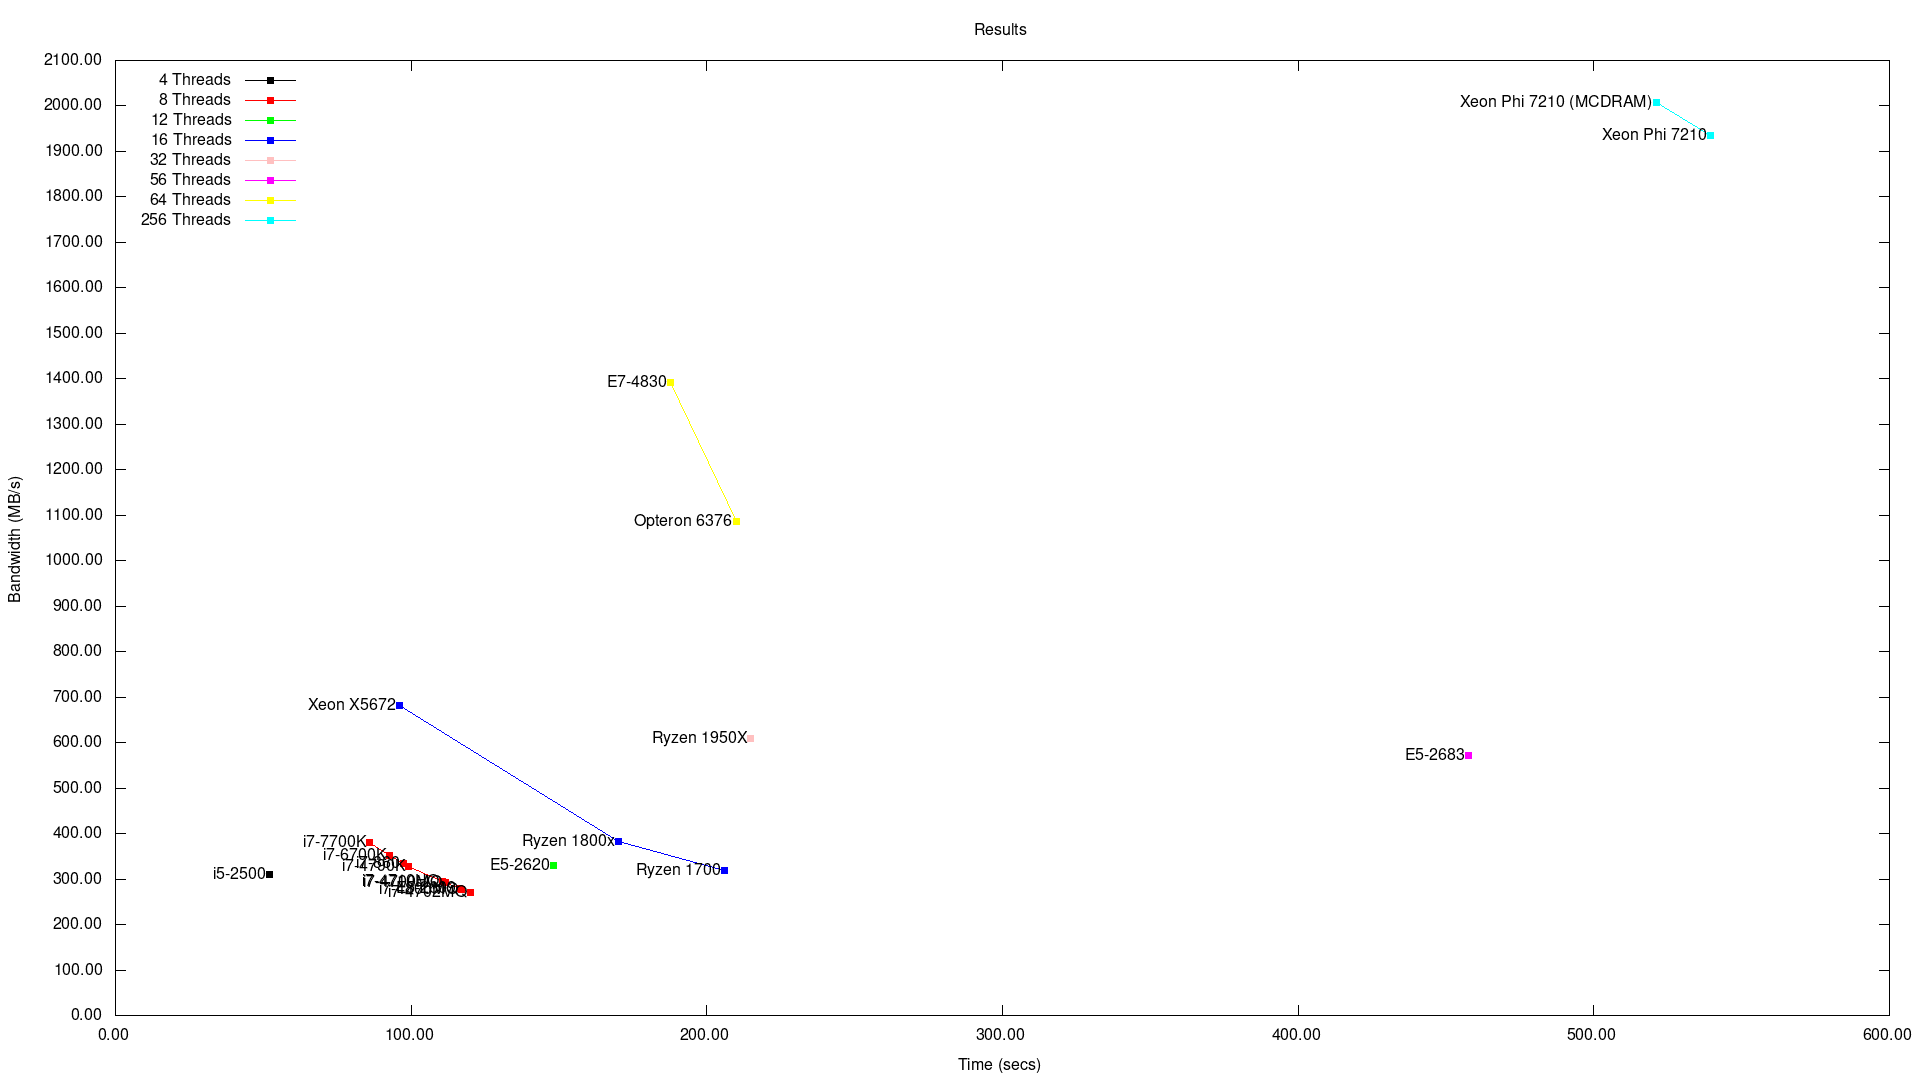 Results
2100.00
2000.00
1900.00
1800.00
1700.00
1600.00
1500.00
1400.00
1300.00
1200.00
1100.00
1000.00
900.00
800.00
700.00
600.00
500.00
400.00
300.00
200.00
100.00
0.00
Bandwidth (MB/s)
4 Threads
8 Threads
12 Threads
16 Threads
32 Threads
56 Threads
64 Threads
256 Threads
Xeon Phi 7210 (MCDRAM)
Xeon Phi 7210
E7-4830
Opteron 6376
Xeon X5672
Ryzen 1950X
E5-2683
i7-7700K
Ryzen 1800x
i7-6700K
i7-4790K
E5-2620
Ryzen 1700
i5-2500
i7-4702MQ
0.00 100.00 200.00 300.00 400.00 500.00 600.00
Time (secs)